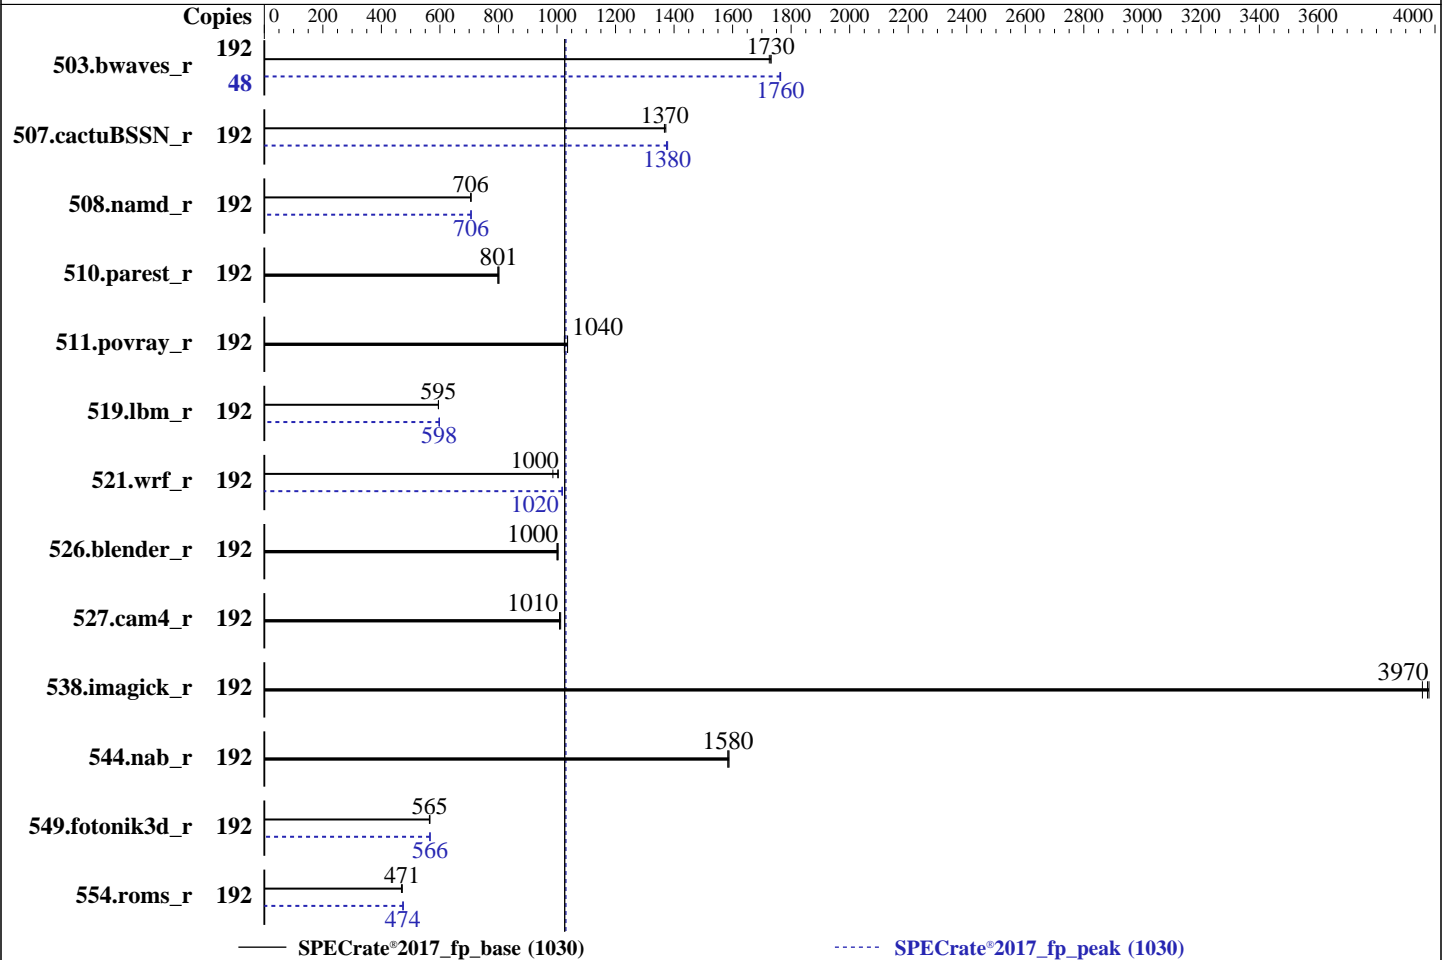 Copies 0 200 400 600 800 1000 1200 1400 1600 1800 2000 2200 2400 2600 2800 3000 3200 3400 3600 4000
503.bwaves_r 192 1730
48 1760
507.cactuBSSN_r 192 1370
1380
508.namd_r 192 706
706
510.parest_r 192 801
511.povray_r 192 1040
519.lbm_r 192 595
598
521.wrf_r 192 1000
1020
526.blender_r 192 1000
527.cam4_r 192 1010
538.imagick_r 192 3970
544.nab_r 192 1580
549.fotonik3d_r 192 565
566
554.roms_r 192 471
474
SPECrate®2017_fp_base (1030) SPECrate®2017_fp_peak (1030)